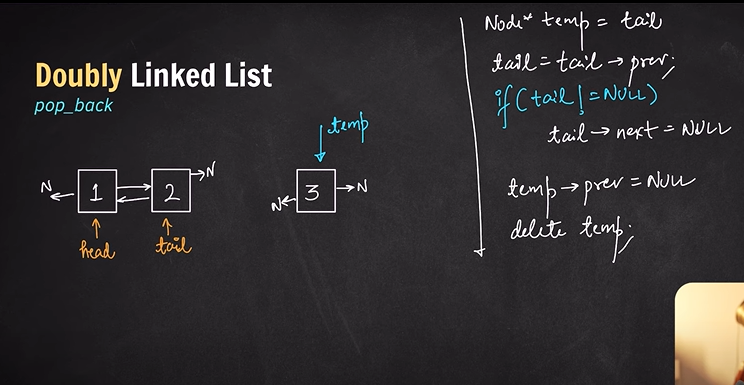 Doubly Linked List
pop_back
Node* temp = tail
tail = tail → prev;
if (tail != NULL)
tail → next = NULL
temp → prev = NULL
delete temp;
temp
N 1 2 N
N 3 N
head tail